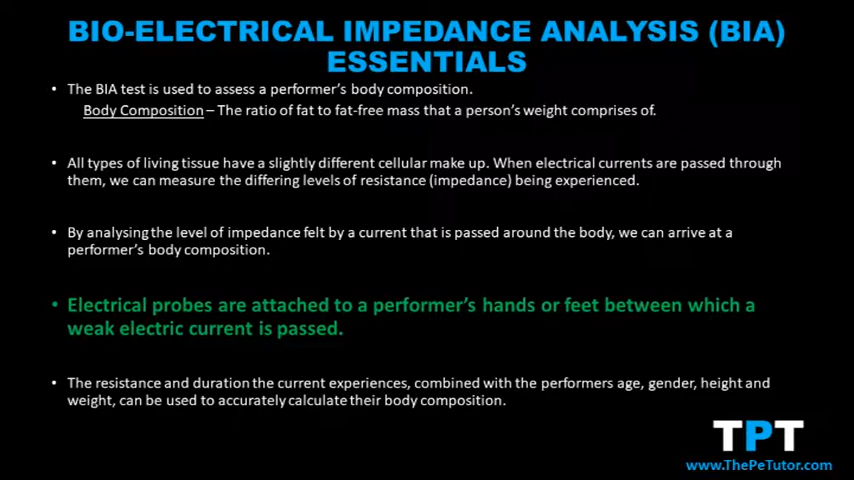 BIO-ELECTRICAL IMPEDANCE ANALYSIS (BIA)
ESSENTIALS
• The BIA test is used to assess a performer's body composition.
Body Composition – The ratio of fat to fat-free mass that a person's weight comprises of.
• All types of living tissue have a slightly different cellular make up. When electrical currents are passed through
them, we can measure the differing levels of resistance (impedance) being experienced.
• By analysing the level of impedance felt by a current that is passed around the body, we can arrive at a
performer's body composition.
• Electrical probes are attached to a performer's hands or feet between which a
weak electric current is passed.
• The resistance and duration the current experiences, combined with the performers age, gender, height and
weight, can be used to accurately calculate their body composition.
TPT
www.ThePeTutor.com